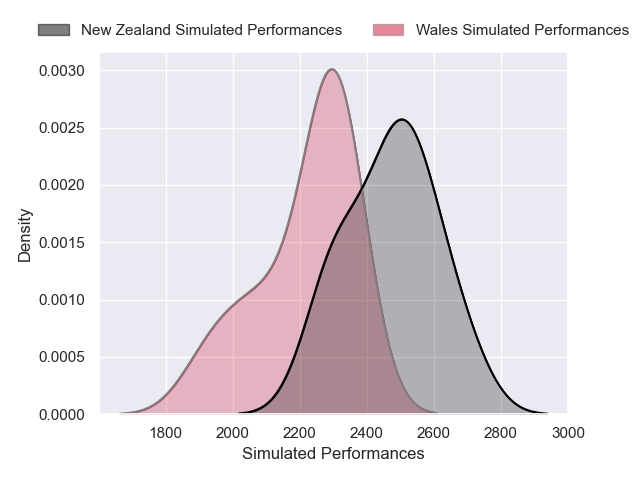 New Zealand Simulated Performances Wales Simulated Performances
0.0030
0.0025
0.0020
0.0015
0.0010
0.0005
0.0000
Density
1800 2000 2200 2400 2600 2800 3000
Simulated Performances